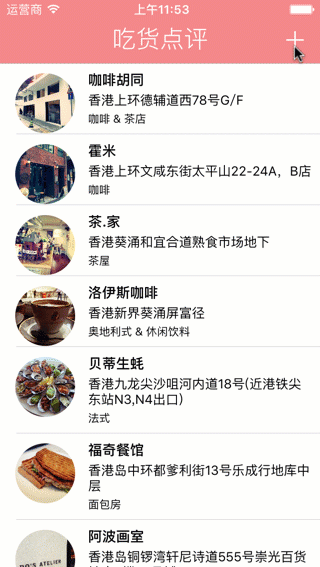 运营商 上午11:53
吃货点评
咖啡胡同
香港上环德辅道西78号G/F
咖啡 & 茶店
霍米
香港上环文咸东街太平山22-24A，B店
咖啡
茶.家
香港葵涌和宜合道熟食市场地下
茶屋
洛伊斯咖啡
香港新界葵涌屏富径
奥地利式 & 休闲饮料
贝蒂生蚝
香港九龙尖沙咀河内道18号(近港铁尖
东站N3,N4出口)
法式
福奇餐馆
香港岛中环都爹利街13号乐成行地库中
层
面包房
阿波画室
香港岛铜锣湾轩尼诗道555号崇光百货